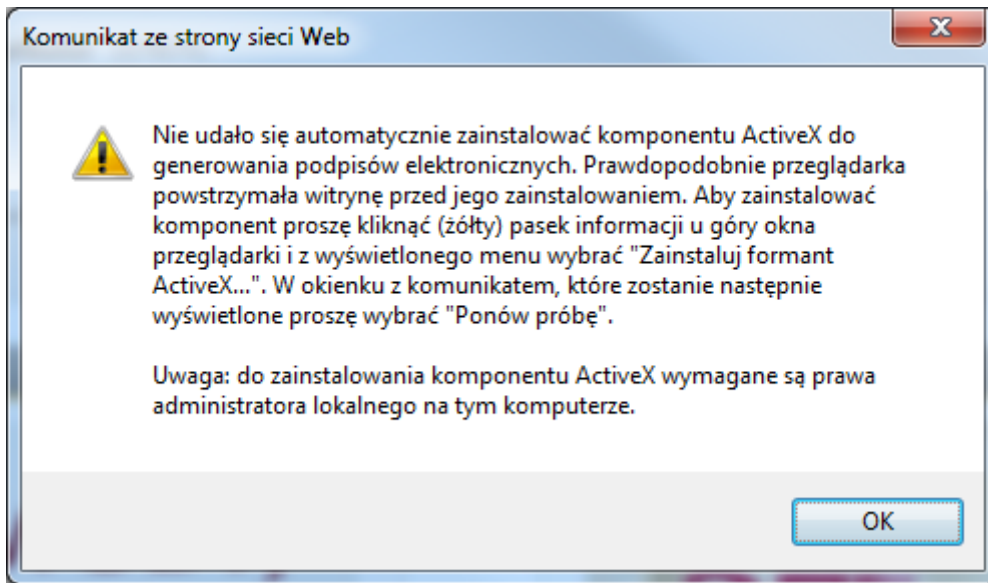 Komunikat ze strony sieci Web
Nie udało się automatycznie zainstalować komponentu ActiveX do
generowania podpisów elektronicznych. Prawdopodobnie przeglądarka
powstrzymała witrynę przed jego zainstalowaniem. Aby zainstalować
komponent proszę kliknąć (żółty) pasek informacji u góry okna
przeglądarki i z wyświetlonego menu wybrać "Zainstaluj formant
ActiveX...". W okienku z komunikatem, które zostanie następnie
wyświetlone proszę wybrać "Ponów próbę".
Uwaga: do zainstalowania komponentu ActiveX wymagane są prawa
administratora lokalnego na tym komputerze.
OK